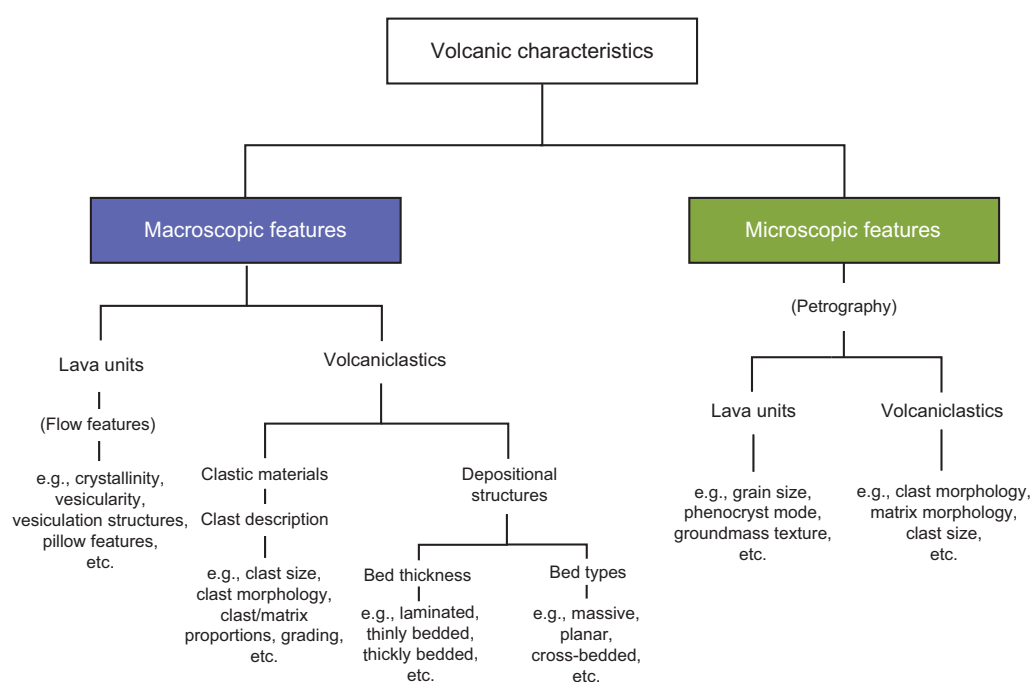 Volcanic characteristics
Macroscopic features
Microscopic features
(Petrography)
Lava units
Volcaniclastics
(Flow features)
e.g., crystallinity,
vesicularity,
vesiculation structures,
pillow features,
etc.
Clastic materials
Clast description
e.g., clast size,
clast morphology,
clast/matrix
proportions, grading,
etc.
Depositional
structures
Bed thickness
e.g., laminated,
thinly bedded,
thickly bedded,
etc.
Bed types
e.g., massive,
planar,
cross-bedded,
etc.
Lava units
e.g., grain size,
phenocryst mode,
groundmass texture,
etc.
Volcaniclastics
e.g., clast morphology,
matrix morphology,
clast size,
etc.